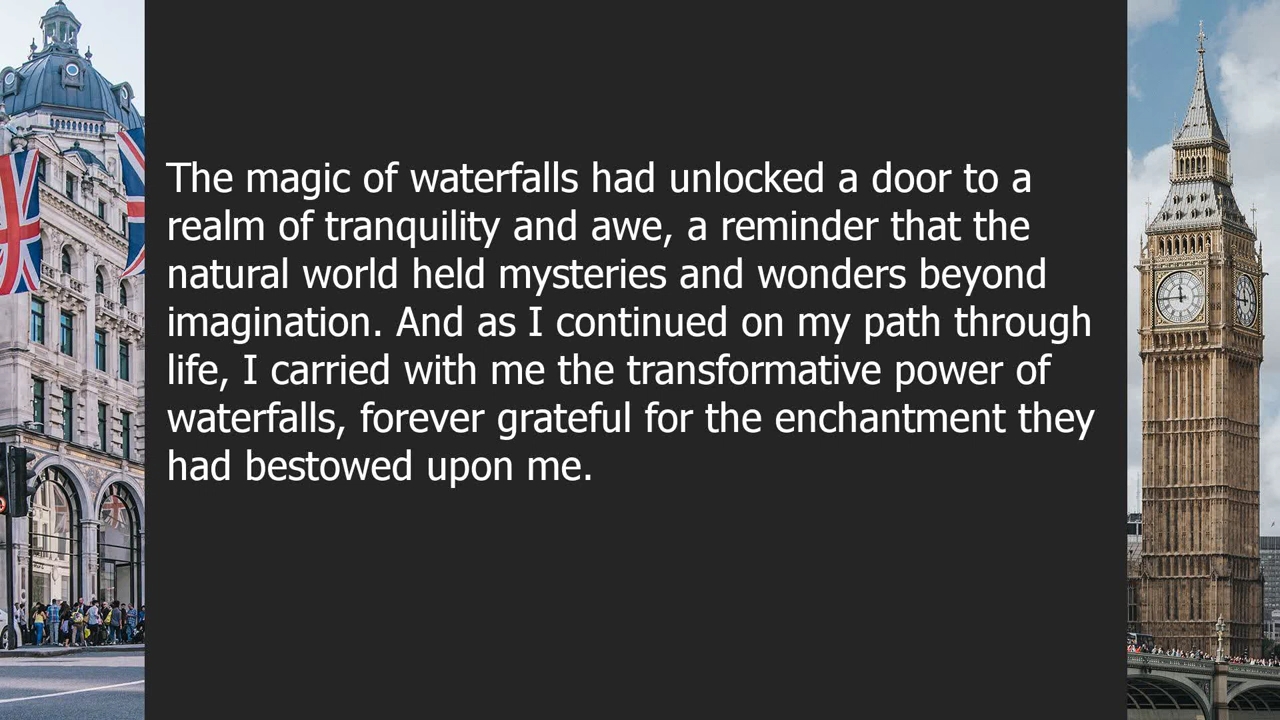 The magic of waterfalls had unlocked a door to a
realm of tranquility and awe, a reminder that the
natural world held mysteries and wonders beyond
imagination. And as I continued on my path through
life, I carried with me the transformative power of
waterfalls, forever grateful for the enchantment they
had bestowed upon me.